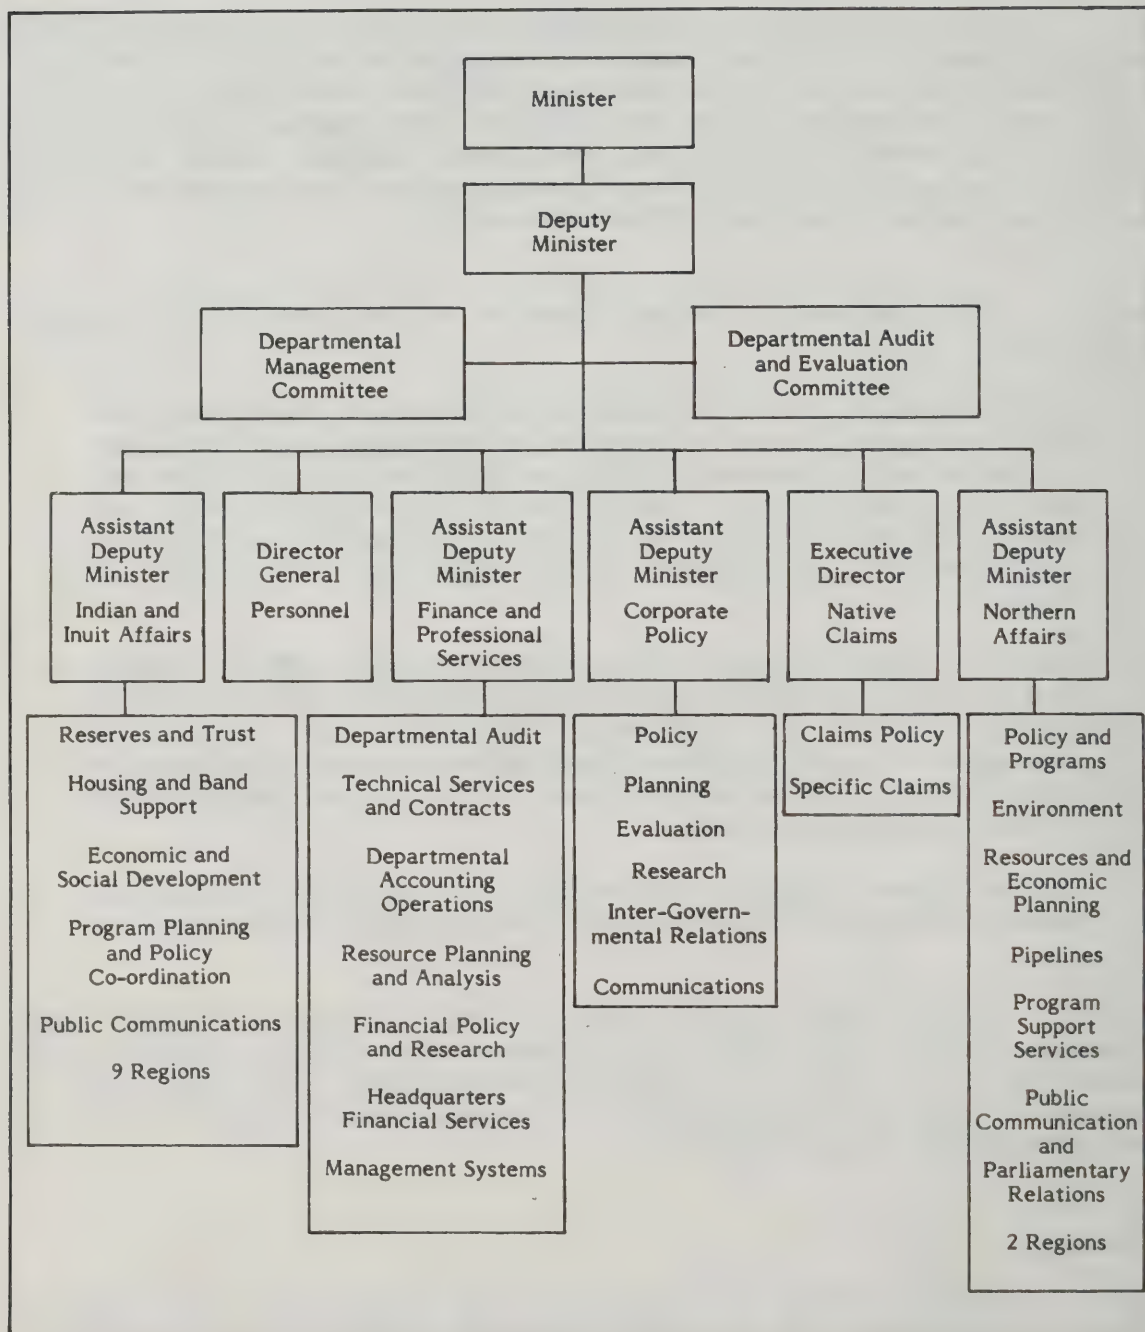 Minister
Deputy
Minister
Departmental
Management
Committee
Departmental Audit
and Evaluation
Committee
Assistant
Deputy
Minister
Indian and
Inuit Affairs
Director
General
Personnel
Assistant
Deputy
Minister
Finance and
Professional
Services
Assistant
Deputy
Minister
Corporate
Policy
Executive
Director
Native
Claims
Assistant
Deputy
Minister
Northern
Affairs
Reserves and Trust
Housing and Band
Support
Economic and
Social Development
Program Planning
and Policy
Co-ordination
Public Communications
9 Regions
Departmental Audit
Technical Services
and Contracts
Departmental
Accounting
Operations
Resource Planning
and Analysis
Financial Policy
and Research
Headquarters
Financial Services
Management Systems
Policy
Planning
Evaluation
Research
Inter-Govern-
mental Relations
Communications
Claims Policy
Specific Claims
Policy and
Programs
Environment
Resources and
Economic
Planning
Pipelines
Program
Support
Services
Public
Communication
and
Parliamentary
Relations
2 Regions